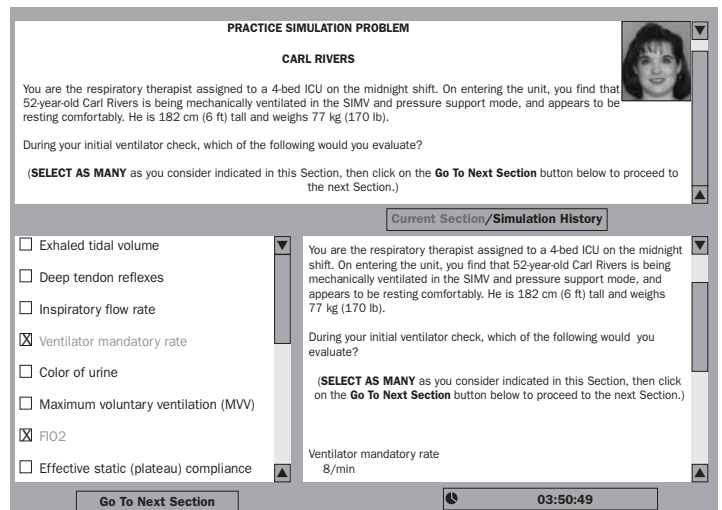 PRACTICE SIMULATION PROBLEM
CARL RIVERS
You are the respiratory therapist assigned to a 4-bed ICU on the midnight shift. On entering the unit, you find that
52-year-old Carl Rivers is being mechanically ventilated in the SIMV and pressure support mode, and appears to be
resting comfortably. He is 182 cm (6 ft) tall and weighs 77 kg (170 lb).
During your initial ventilator check, which of the following would you evaluate?
(SELECT AS MANY as you consider indicated in this Section, then click on the Go To Next Section button below to proceed to
the next Section.)
Current Section/Simulation History
Exhaled tidal volume
Deep tendon reflexes
Inspiratory flow rate
X Ventilator mandatory rate
Color of urine
Maximum voluntary ventilation (MVV)
X FIO2
Effective static (plateau) compliance
Go To Next Section
You are the respiratory therapist assigned to a 4-bed ICU on the midnight
shift. On entering the unit, you find that 52-year-old Carl Rivers is being
mechanically ventilated in the SIMV and pressure support mode, and
appears to be resting comfortably. He is 182 cm (6 ft) tall and weighs
77 kg (170 lb).
During your initial ventilator check, which of the following would you
evaluate?
(SELECT AS MANY as you consider indicated in this Section, then click
on the Go To Next Section button below to proceed to the next Section.)
Ventilator mandatory rate
8/min
03:50:49